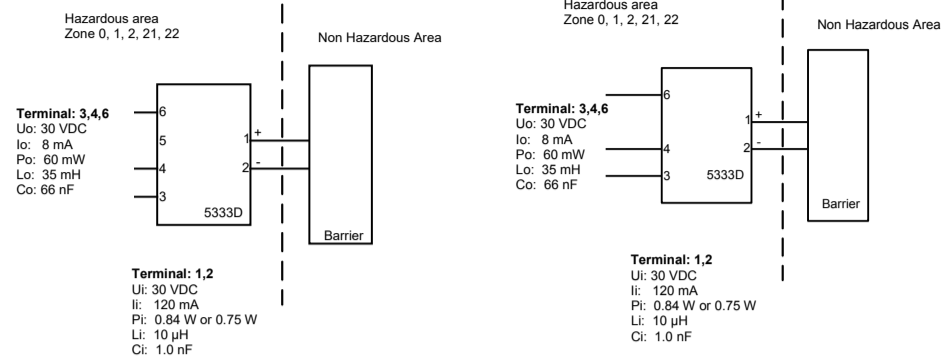 Hazardous area
Zone 0, 1, 2, 21, 22
Non Hazardous Area
Terminal: 3,4,6
Uo: 30 VDC
Io: 8 mA
Po: 60 mW
Lo: 35 mH
Co: 66 nF
6
5
4
3
1
2
+
-
5333D
Barrier
Terminal: 1,2
Ui: 30 VDC
Ii: 120 mA
Pi: 0.84 W or 0.75 W
Li: 10 µH
Ci: 1.0 nF
Hazardous area
Zone 0, 1, 2, 21, 22
Non Hazardous Area
Terminal: 3,4,6
Uo: 30 VDC
Io: 8 mA
Po: 60 mW
Lo: 35 mH
Co: 66 nF
6
4
3
1
2
+
-
5333D
Barrier
Terminal: 1,2
Ui: 30 VDC
Ii: 120 mA
Pi: 0.84 W or 0.75 W
Li: 10 µH
Ci: 1.0 nF